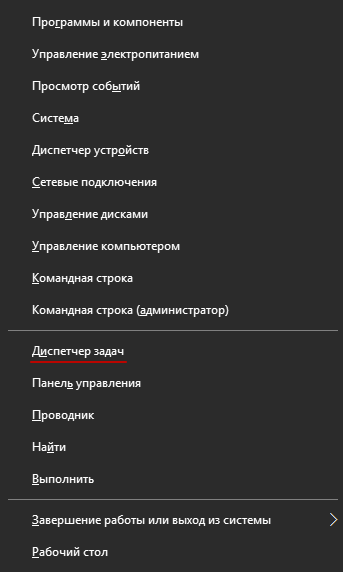 Программы и компоненты
Управление электропитанием
Просмотр событий
Система
Диспетчер устройств
Сетевые подключения
Управление дисками
Управление компьютером
Командная строка
Командная строка (администратор)
Диспетчер задач
Панель управления
Проводник
Найти
Выполнить
Завершение работы или выход из системы
Рабочий стол